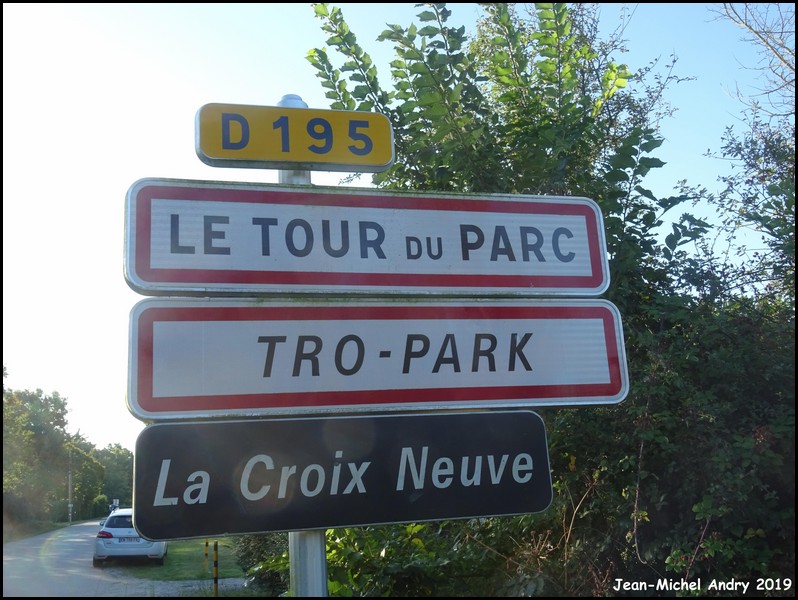 D 195
LE TOUR DU PARC
TRO-PARK
La Croix Neuve
Jean-Michel Andry 2019